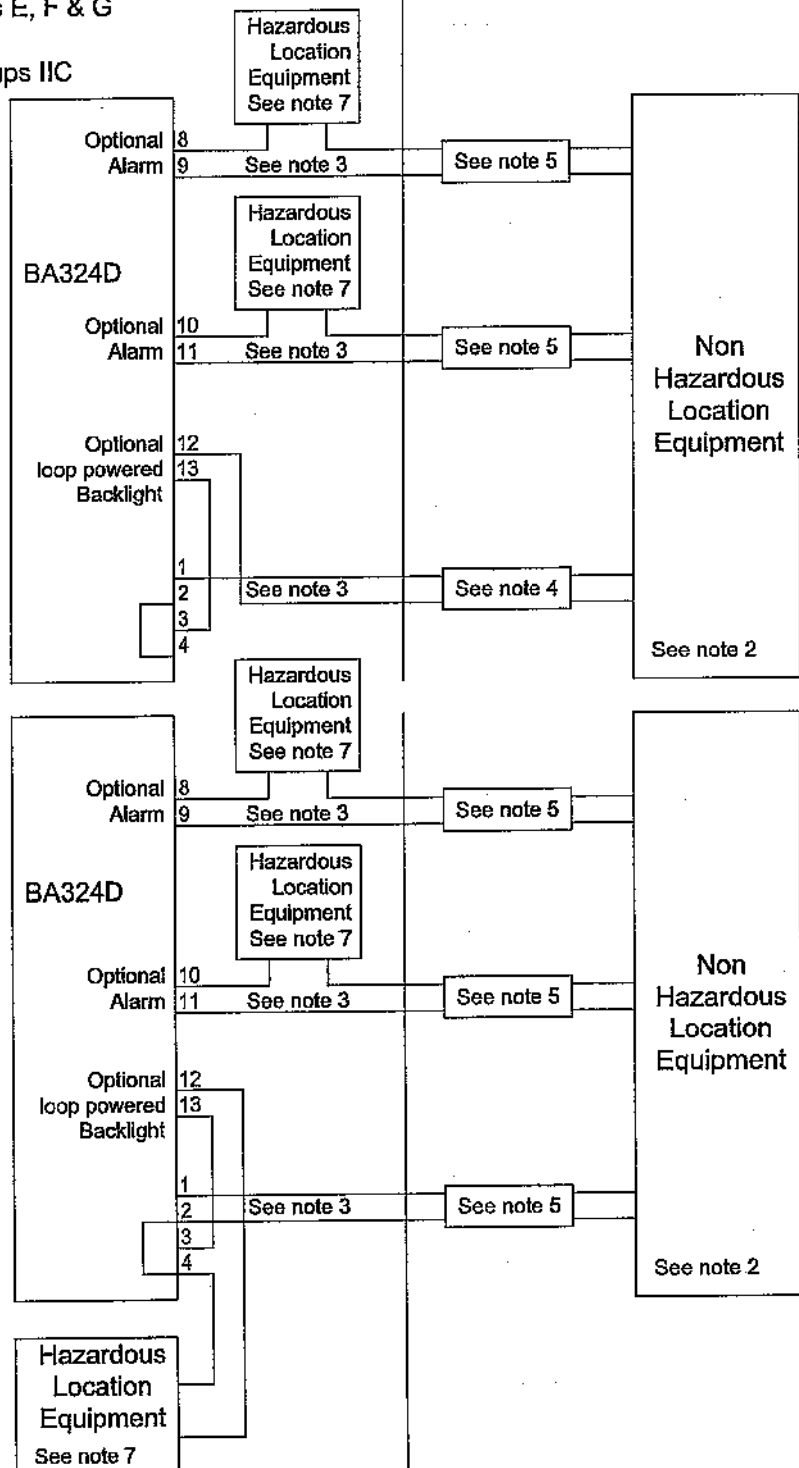 E, F & G
IIC
Hazardous
Location
Equipment
See note 7
Optional 8
Alarm 9
See note 3
See note 5
Hazardous
Location
Equipment
See note 7
BA324D
Optional 10
Alarm 11
See note 3
See note 5
Non
Hazardous
Location
Equipment
Optional 12
loop powered 13
Backlight
1
2
3
4
See note 3
See note 4
See note 2
Hazardous
Location
Equipment
See note 7
Optional 8
Alarm 9
See note 3
See note 5
Hazardous
Location
Equipment
See note 7
BA324D
Optional 10
Alarm 11
See note 3
See note 5
Non
Hazardous
Location
Equipment
Optional 12
loop powered 13
Backlight
1
2
3
4
See note 3
See note 5
See note 2
Hazardous
Location
Equipment
See note 7